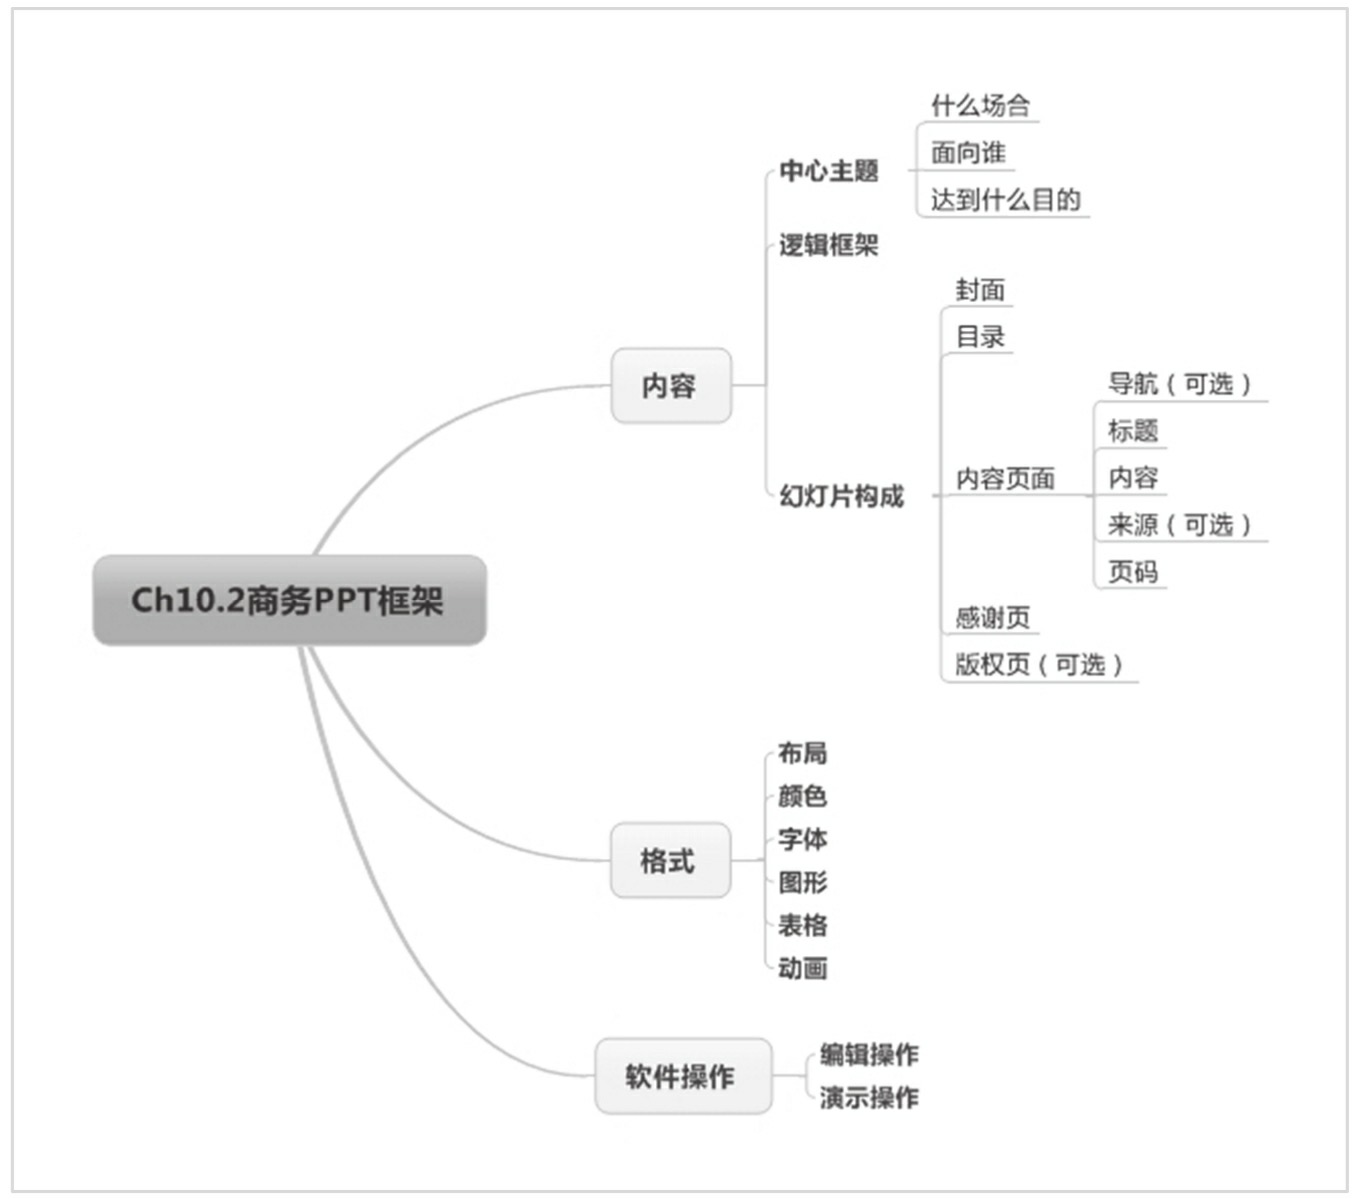 Ch10.2商务PPT框架
内容
中心主题
什么场合
面向谁
达到什么目的
逻辑框架
幻灯片构成
封面
目录
内容页面
导航（可选）
标题
内容
来源（可选）
页码
感谢页
版权页（可选）
格式
布局
颜色
字体
图形
表格
动画
软件操作
编辑操作
演示操作